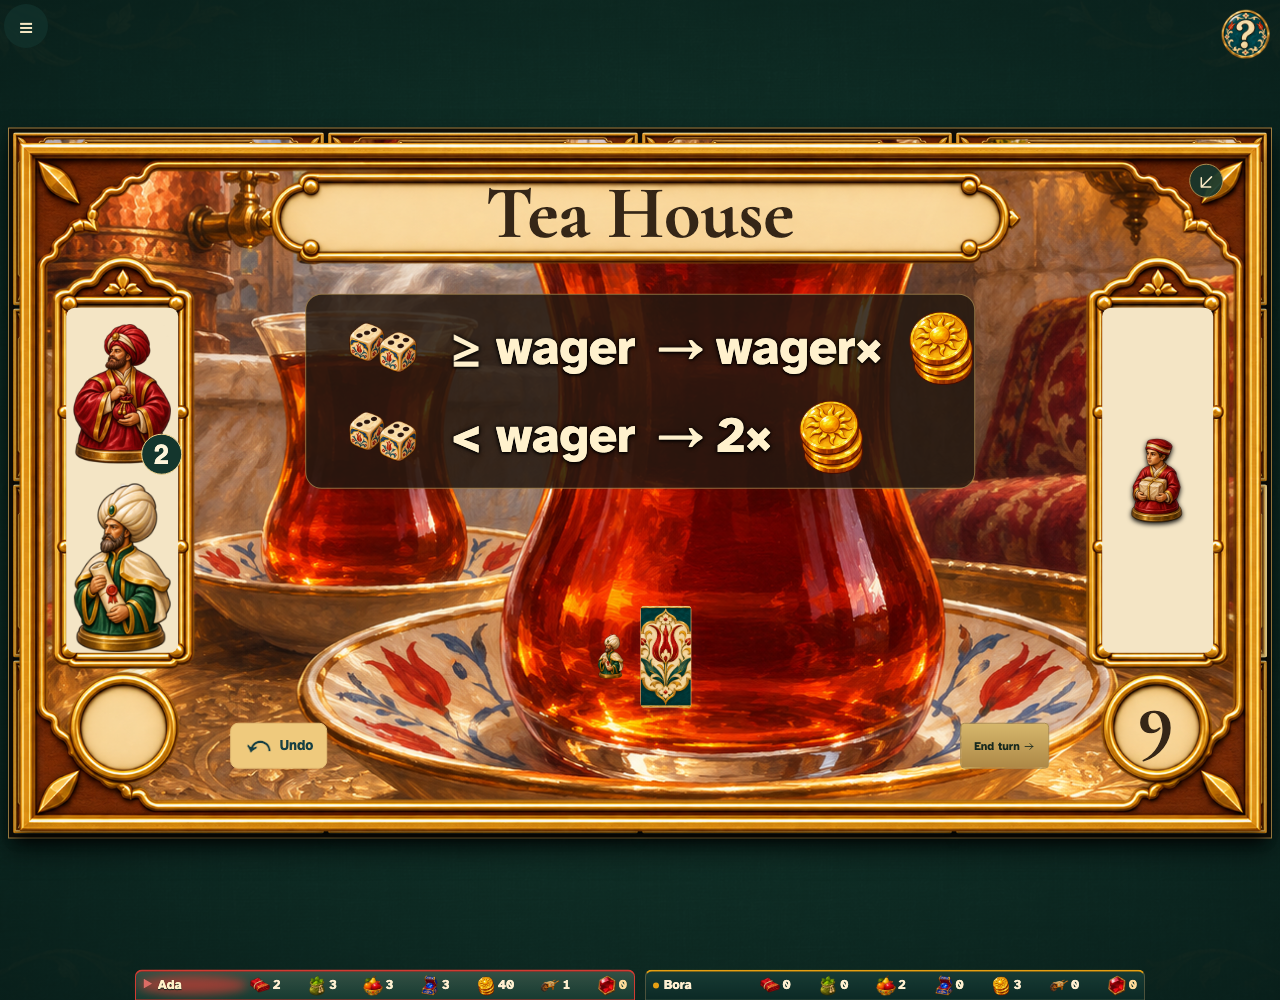 ?
Tea House
≥ wager → wager×
< wager → 2×
2
Undo
End turn →
9
Ada 2 3 3 3 40 1 0
Bora 0 0 2 0 3 0 0